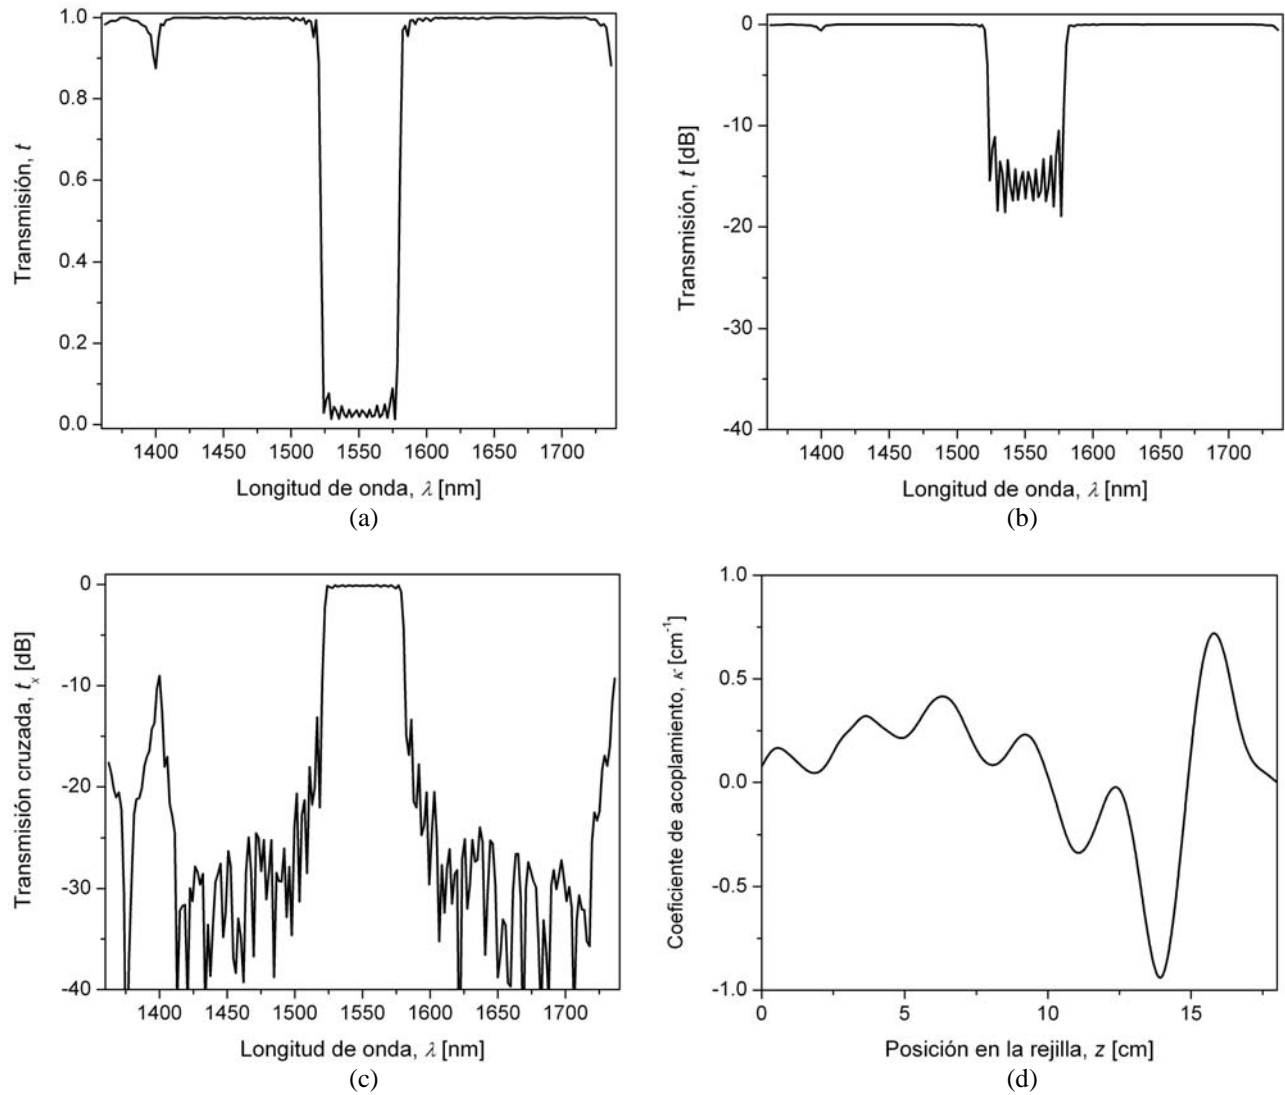 1.0
0.8
0.6
0.4
0.2
0.0
Transmisión, t
1400 1450 1500 1550 1600 1650 1700
Longitud de onda, λ [nm]
(a)
0
-10
-20
-30
-40
Transmisión, t [dB]
1400 1450 1500 1550 1600 1650 1700
Longitud de onda, λ [nm]
(b)
0
-10
-20
-30
-40
Transmisión cruzada, tₓ [dB]
1400 1450 1500 1550 1600 1650 1700
Longitud de onda, λ [nm]
(c)
1.0
0.5
0.0
-0.5
-1.0
Coeficiente de acoplamiento, κ [cm⁻¹]
0 5 10 15
Posición en la rejilla, z [cm]
(d)